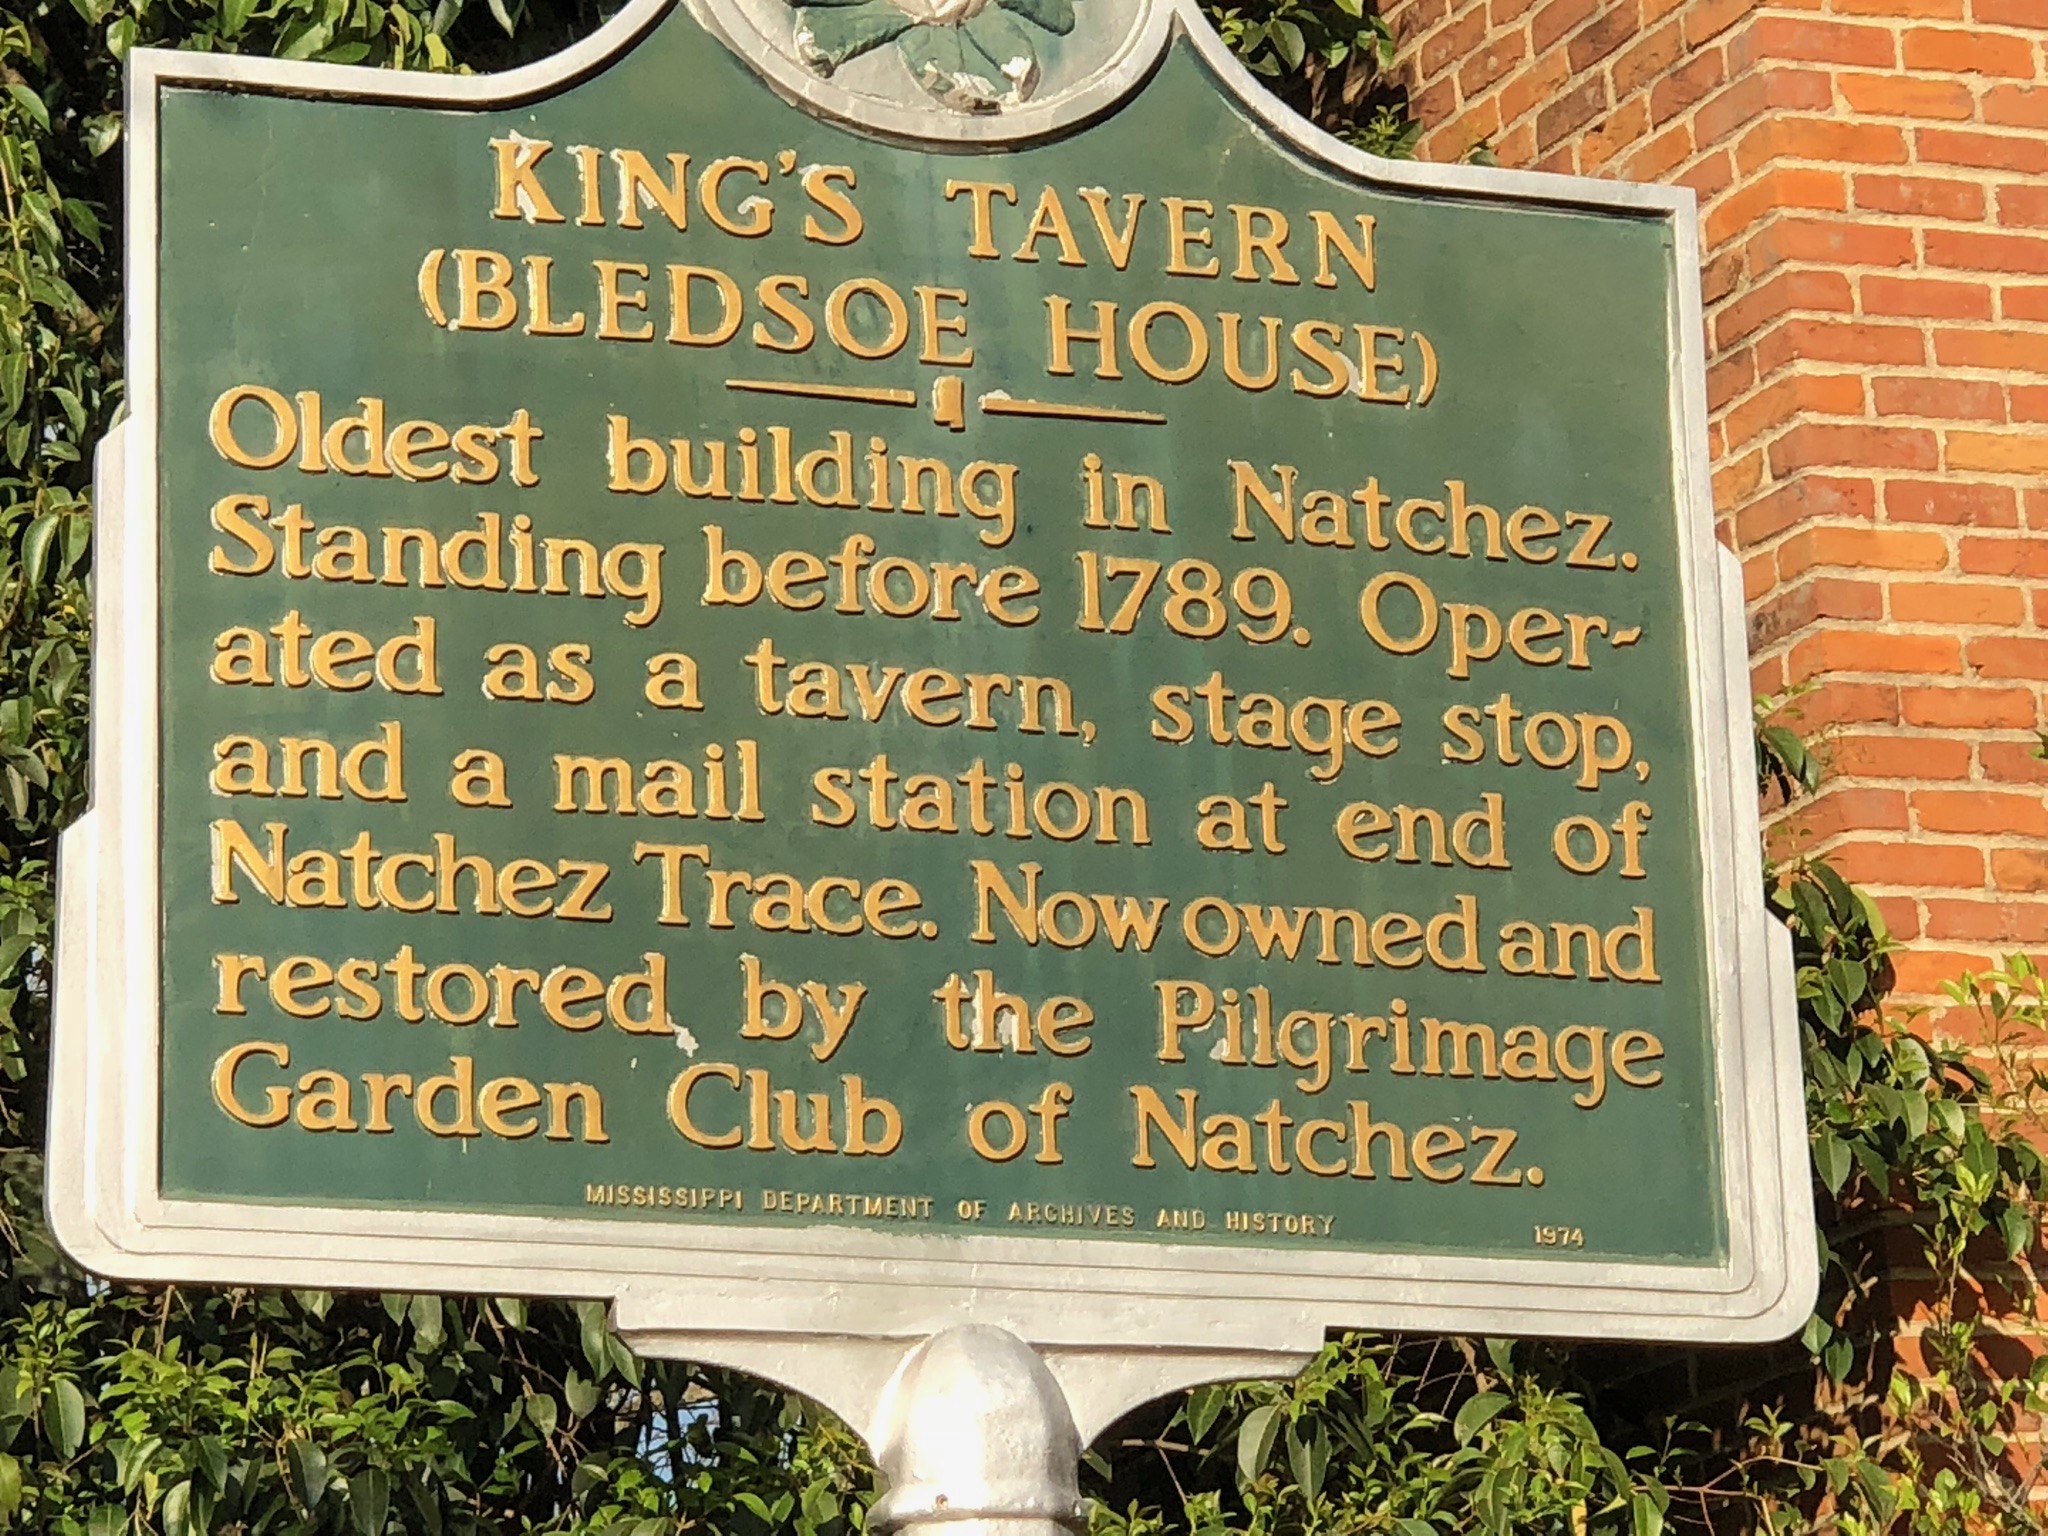 KING'S TAVERN
(BLEDSOE HOUSE)
Oldest building in Natchez.
Standing before 1789. Oper-
ated as a tavern, stage stop,
and a mail station at end of
Natchez Trace. Now owned and
restored by the Pilgrimage
Garden Club of Natchez.
MISSISSIPPI DEPARTMENT OF ARCHIVES AND HISTORY 1974